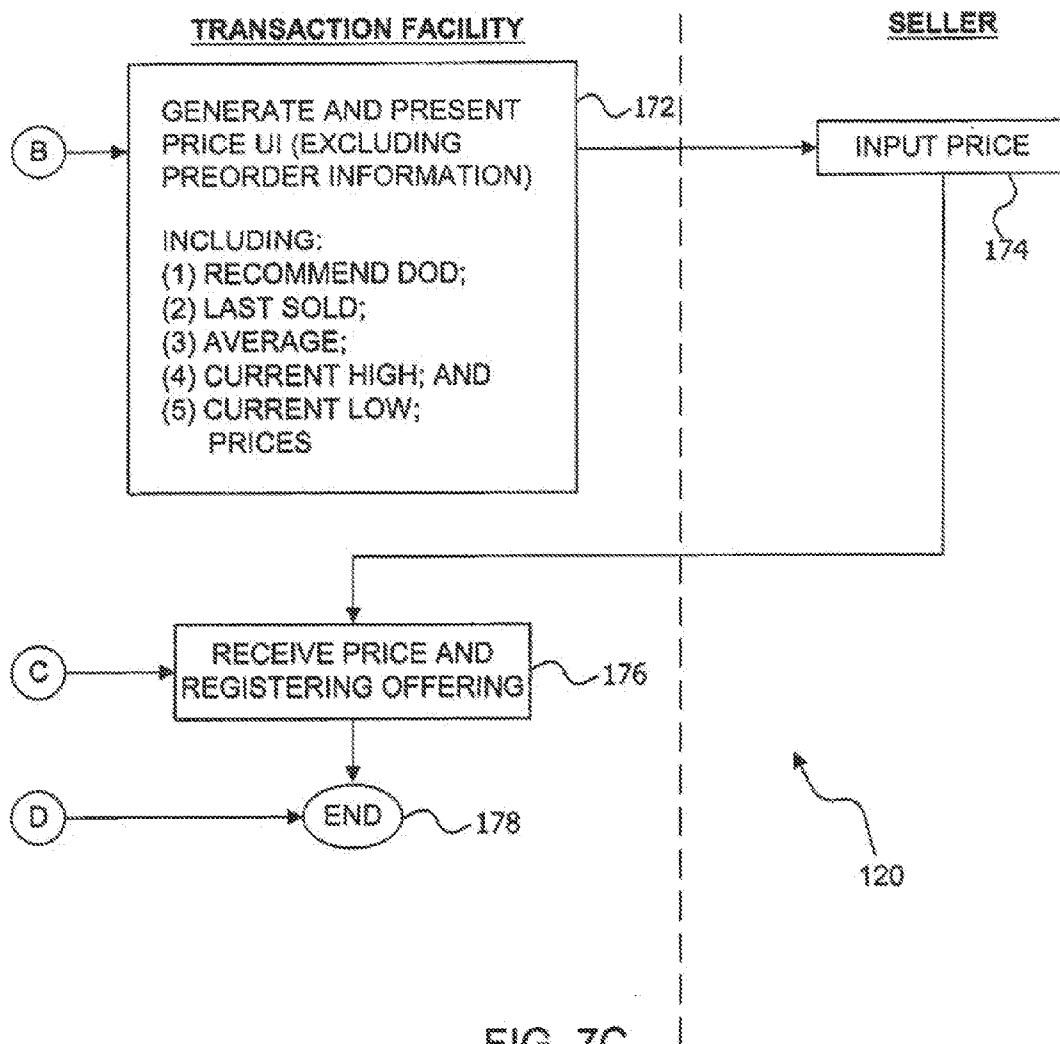 TRANSACTION FACILITY
SELLER
B
GENERATE AND PRESENT
PRICE UI (EXCLUDING
PREORDER INFORMATION)
INCLUDING:
(1) RECOMMEND DOD;
(2) LAST SOLD;
(3) AVERAGE;
(4) CURRENT HIGH; AND
(5) CURRENT LOW;
PRICES
172
INPUT PRICE
174
C
RECEIVE PRICE AND
REGISTERING OFFERING
176
D
END
178
120
FIG. 7C